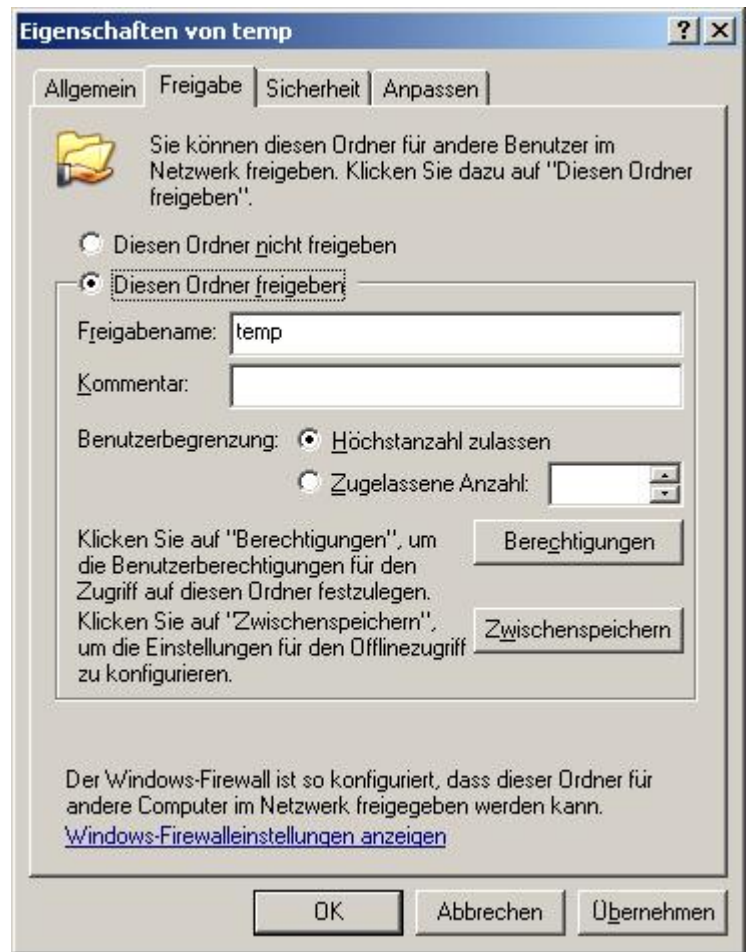 Eigenschaften von temp
Allgemein Freigabe Sicherheit Anpassen
Sie können diesen Ordner für andere Benutzer im
Netzwerk freigeben. Klicken Sie dazu auf "Diesen Ordner
freigeben".
Diesen Ordner nicht freigeben
Diesen Ordner freigeben
Freigabename: temp
Kommentar:
Benutzerbegrenzung: Höchstanzahl zulassen
Zugelassene Anzahl:
Klicken Sie auf "Berechtigungen", um
die Benutzerberechtigungen für den
Zugriff auf diesen Ordner festzulegen.
Berechtigungen
Klicken Sie auf "Zwischenspeichern",
um die Einstellungen für den Offlinezugriff
zu konfigurieren.
Zwischenspeichern
Der Windows-Firewall ist so konfiguriert, dass dieser Ordner für
andere Computer im Netzwerk freigegeben werden kann.
Windows-Firewalleinstellungen anzeigen
OK Abbrechen Übernehmen